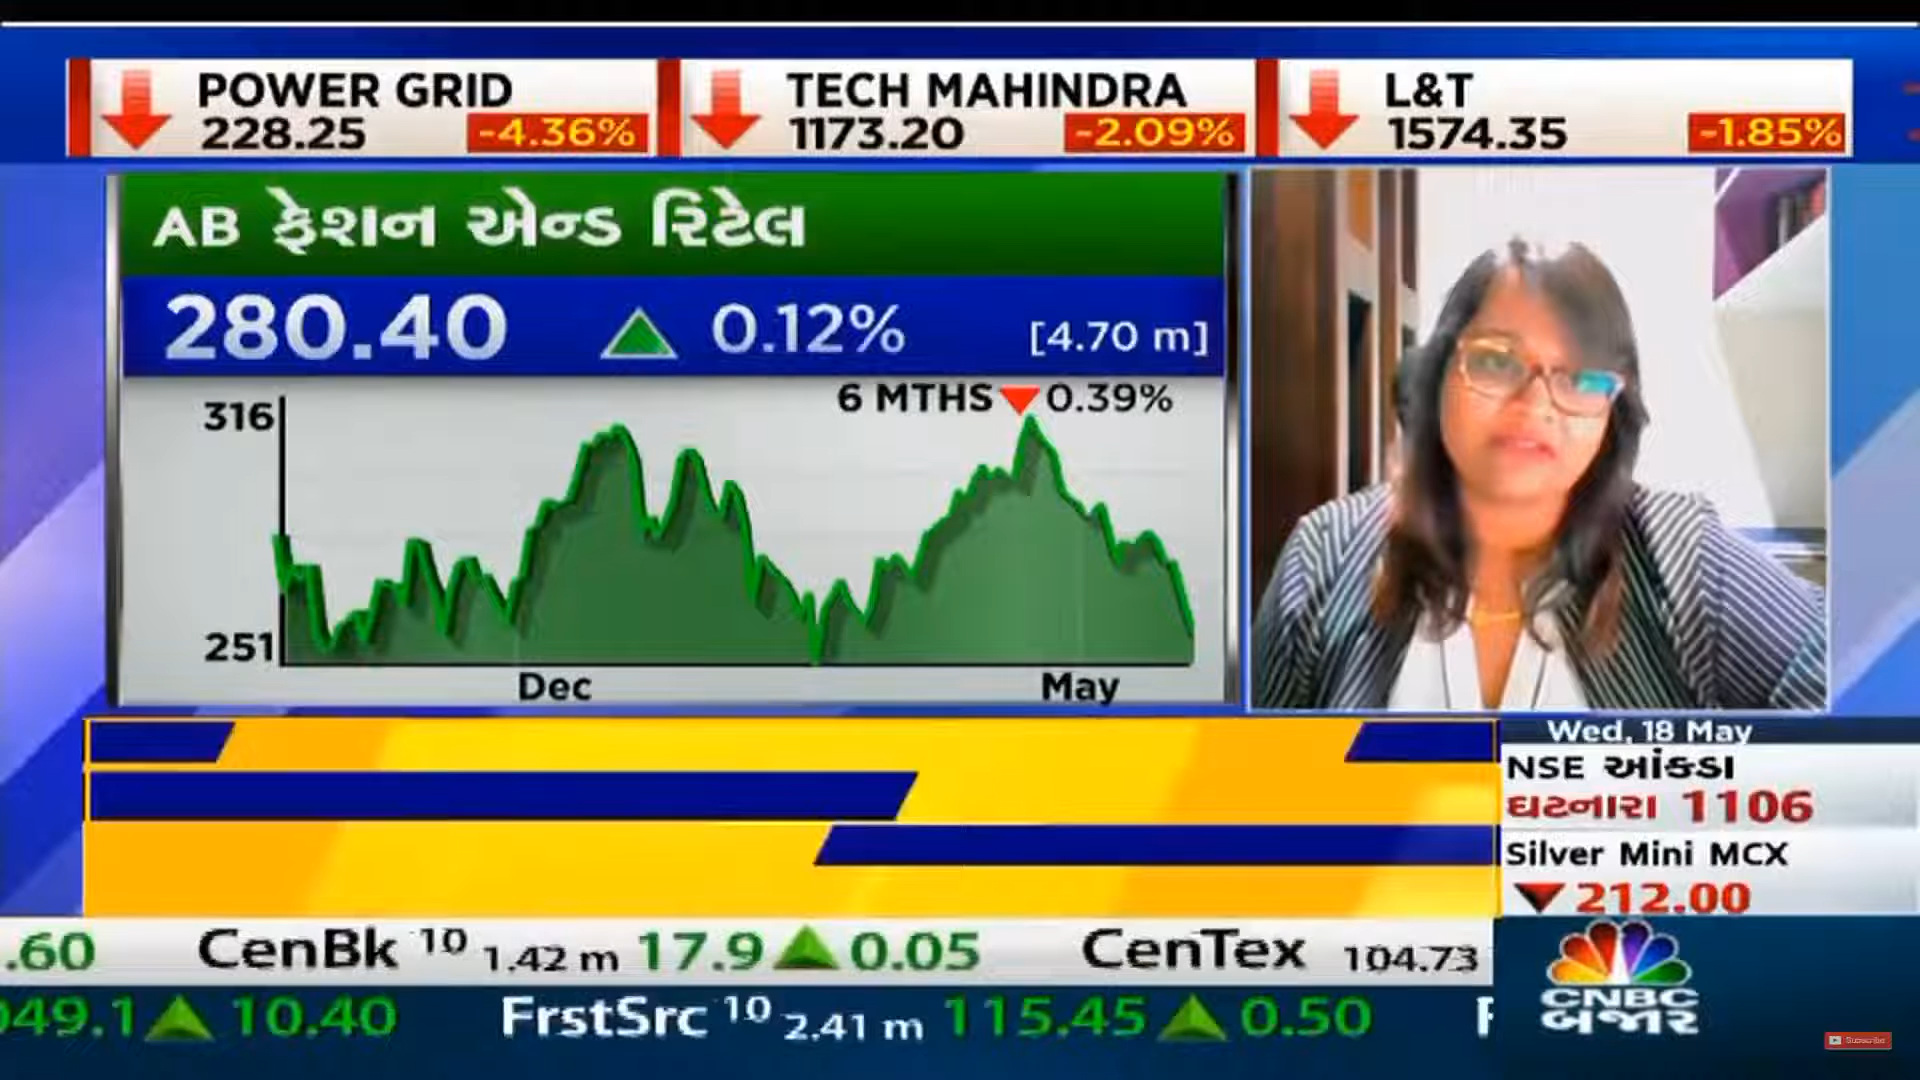 POWER GRID
228.25 -4.36%
TECH MAHINDRA
1173.20 -2.09%
L&T
1574.35 -1.85%
AB ફેશન એન્ડ રિટેલ
280.40 0.12% [4.70 m]
6 MTHS 0.39%
316
251
Dec May
Wed, 18 May
NSE આંકડા
ઘટનારા 1106
Silver Mini MCX
212.00
.60 CenBk 10 1.42 m 17.9 0.05 CenTex 104.73
049.1 10.40 FrstSrc 10 2.41 m 115.45 0.50
CNBC
બજાર
Subscribe